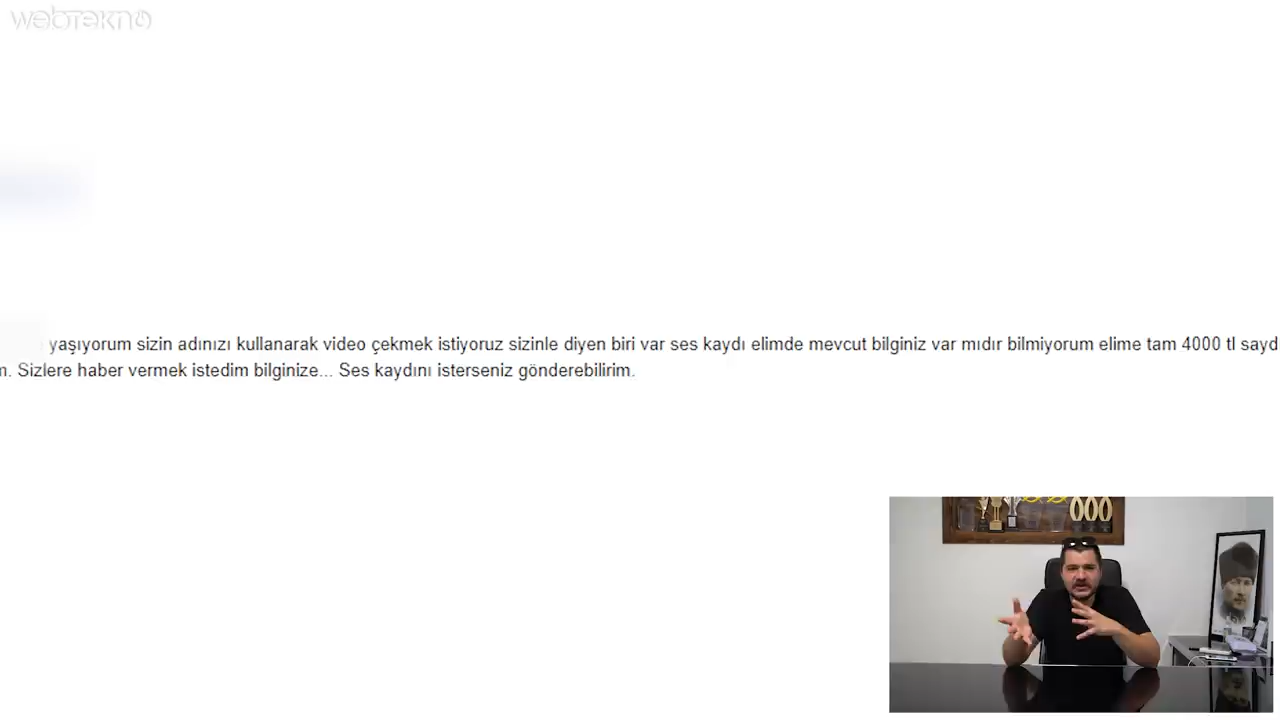 webtekno
yaşıyorum sizin adınızı kullanarak video çekmek istiyoruz sizinle diyen biri var ses kaydı elimde mevcut bilginiz var mıdır bilmiyorum elime tam 4000 tl sayd
m. Sizlere haber vermek istedim bilginize... Ses kaydını isterseniz gönderebilirim.